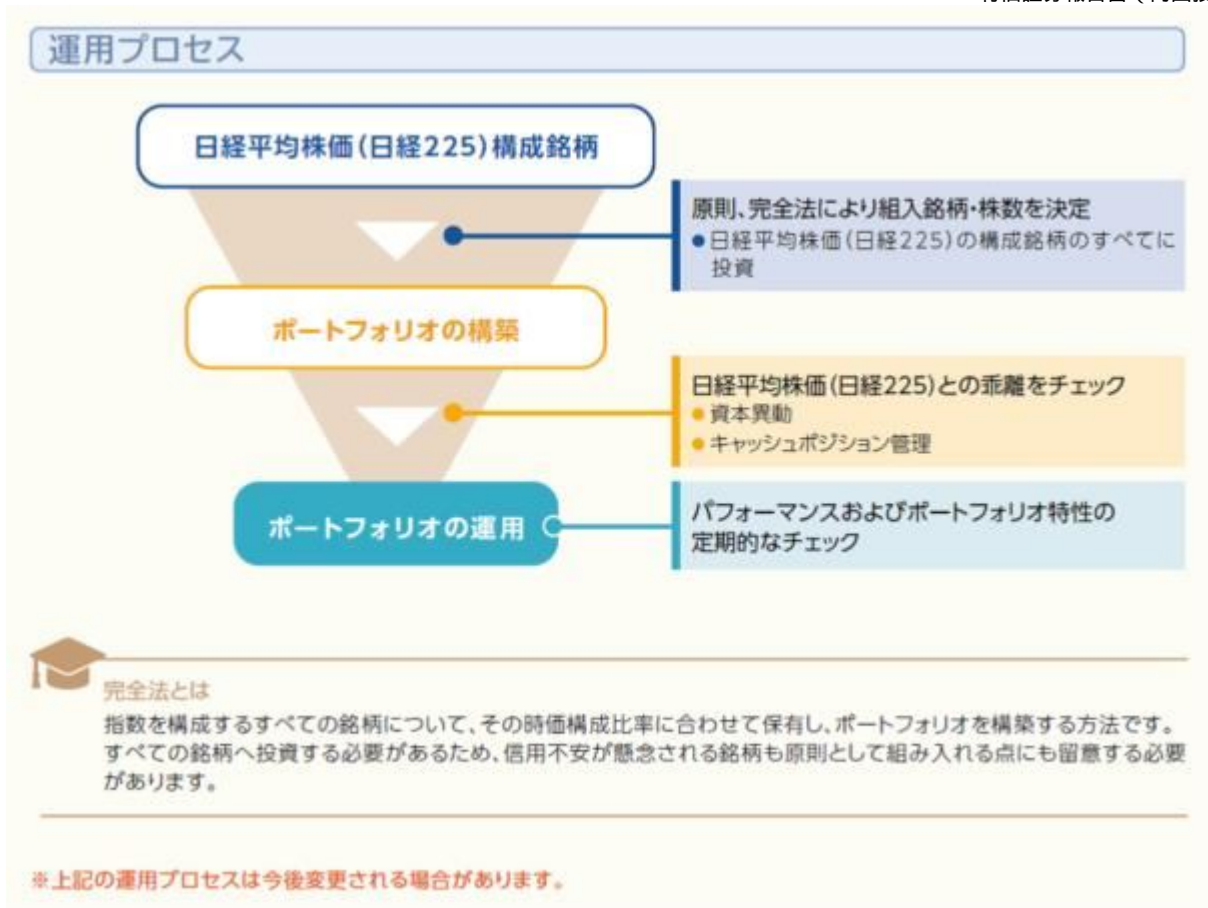 運用プロセス
日経平均株価(日経225)構成銘柄
原則、完全法により組入銘柄・株数を決定
●日経平均株価(日経225)の構成銘柄のすべてに
投資
ポートフォリオの構築
日経平均株価(日経225)との乖離をチェック
●資本異動
●キャッシュポジション管理
ポートフォリオの運用
パフォーマンスおよびポートフォリオ特性の
定期的なチェック
完全法とは
指数を構成するすべての銘柄について、その時価構成比率に合わせて保有し、ポートフォリオを構築する方法です。
すべての銘柄へ投資する必要があるため、信用不安が懸念される銘柄も原則として組み入れる点にも留意する必要
があります。
※上記の運用プロセスは今後変更される場合があります。